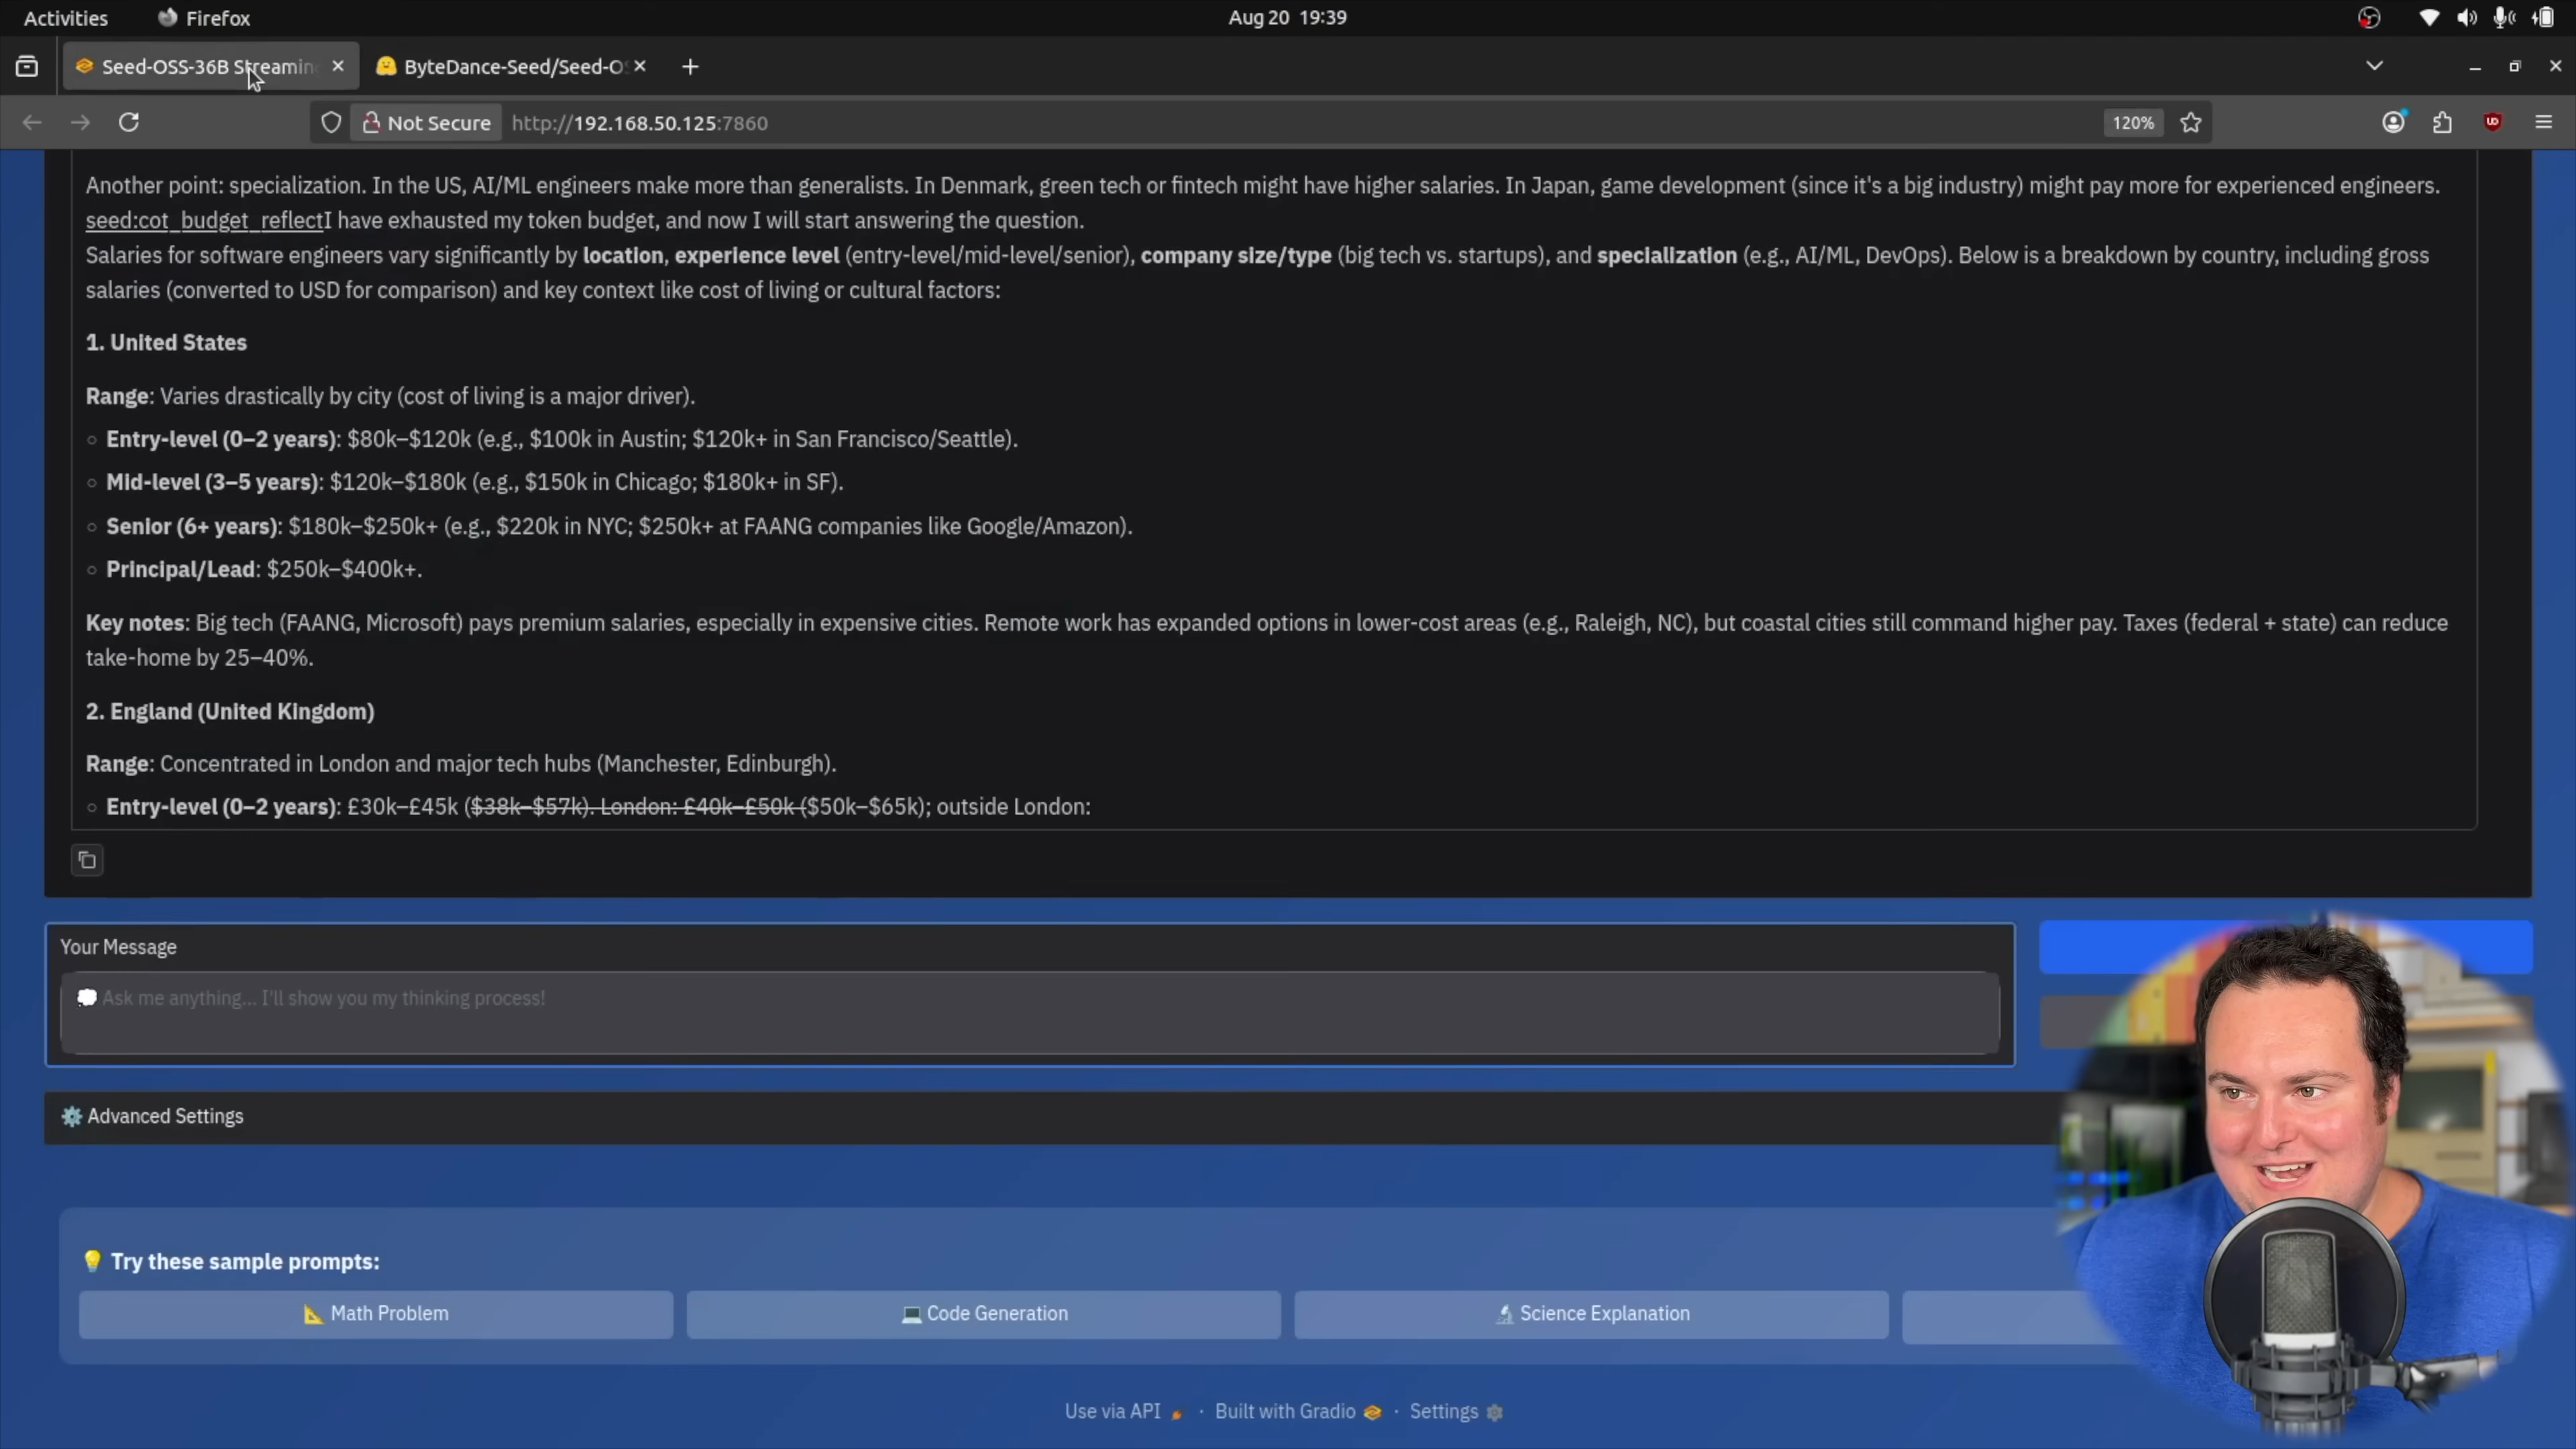 Activities Firefox Aug 20 19:39
Seed-OSS-36B Streamin ByteDance-Seed/Seed-O
Not Secure http://192.168.50.125:7860 120%
Another point: specialization. In the US, AI/ML engineers make more than generalists. In Denmark, green tech or fintech might have higher salaries. In Japan, game development (since it's a big industry) might pay more for experienced engineers.
seed:cot_budget_reflectI have exhausted my token budget, and now I will start answering the question.
Salaries for software engineers vary significantly by location, experience level (entry-level/mid-level/senior), company size/type (big tech vs. startups), and specialization (e.g., AI/ML, DevOps). Below is a breakdown by country, including gross
salaries (converted to USD for comparison) and key context like cost of living or cultural factors:
1. United States
Range: Varies drastically by city (cost of living is a major driver).
○ Entry-level (0–2 years): $80k–$120k (e.g., $100k in Austin; $120k+ in San Francisco/Seattle).
○ Mid-level (3–5 years): $120k–$180k (e.g., $150k in Chicago; $180k+ in SF).
○ Senior (6+ years): $180k–$250k+ (e.g., $220k in NYC; $250k+ at FAANG companies like Google/Amazon).
○ Principal/Lead: $250k–$400k+.
Key notes: Big tech (FAANG, Microsoft) pays premium salaries, especially in expensive cities. Remote work has expanded options in lower-cost areas (e.g., Raleigh, NC), but coastal cities still command higher pay. Taxes (federal + state) can reduce
take-home by 25–40%.
2. England (United Kingdom)
Range: Concentrated in London and major tech hubs (Manchester, Edinburgh).
○ Entry-level (0–2 years): £30k–£45k ($38k–$57k). London: £40k–£50k ($50k–$65k); outside London:
Your Message
💭 Ask me anything... I'll show you my thinking process!
⚙️ Advanced Settings
💡 Try these sample prompts:
📐 Math Problem 💻 Code Generation 🔬 Science Explanation
Use via API · Built with Gradio · Settings